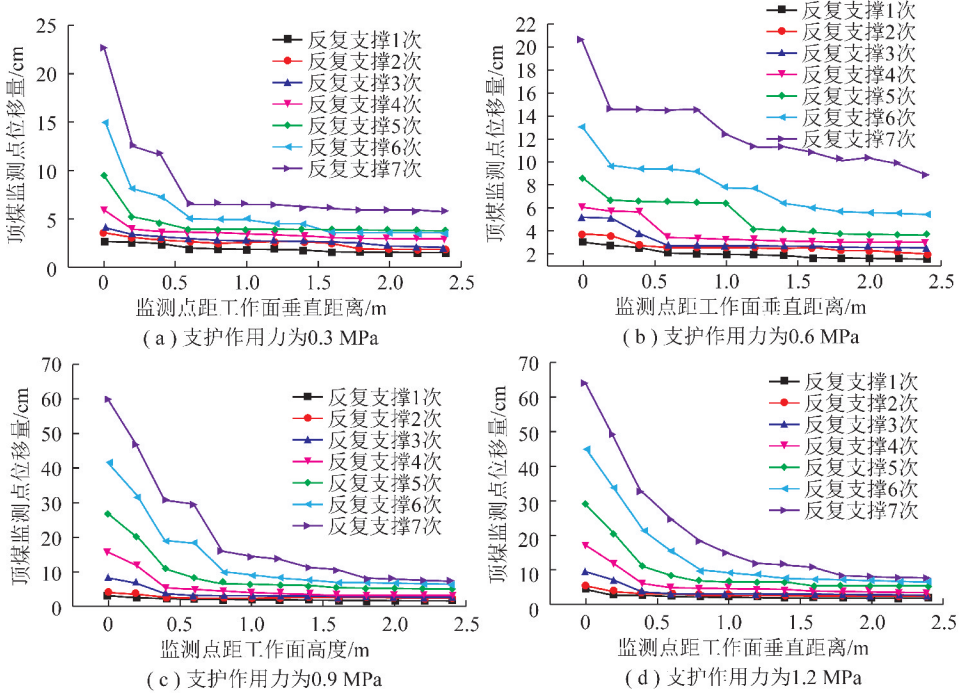 顶煤监测点位移量/cm
25
20
15
10
5
0
反复支撑1次
反复支撑2次
反复支撑3次
反复支撑4次
反复支撑5次
反复支撑6次
反复支撑7次
0 0.5 1.0 1.5 2.0 2.5
监测点距工作面垂直距离/m
( a ) 支护作用力为0.3 MPa
顶煤监测点位移量/cm
22
20
18
16
14
12
10
8
6
4
2
反复支撑1次
反复支撑2次
反复支撑3次
反复支撑4次
反复支撑5次
反复支撑6次
反复支撑7次
0 0.5 1.0 1.5 2.0 2.5
监测点距工作面垂直距离/m
( b ) 支护作用力为0.6 MPa
顶煤监测点位移量/cm
70
60
50
40
30
20
10
0
反复支撑1次
反复支撑2次
反复支撑3次
反复支撑4次
反复支撑5次
反复支撑6次
反复支撑7次
0 0.5 1.0 1.5 2.0 2.5
监测点距工作面高度/m
( c ) 支护作用力为0.9 MPa
顶煤监测点位移量/cm
70
60
50
40
30
20
10
0
反复支撑1次
反复支撑2次
反复支撑3次
反复支撑4次
反复支撑5次
反复支撑6次
反复支撑7次
0 0.5 1.0 1.5 2.0 2.5
监测点距工作面垂直距离/m
( d ) 支护作用力为1.2 MPa